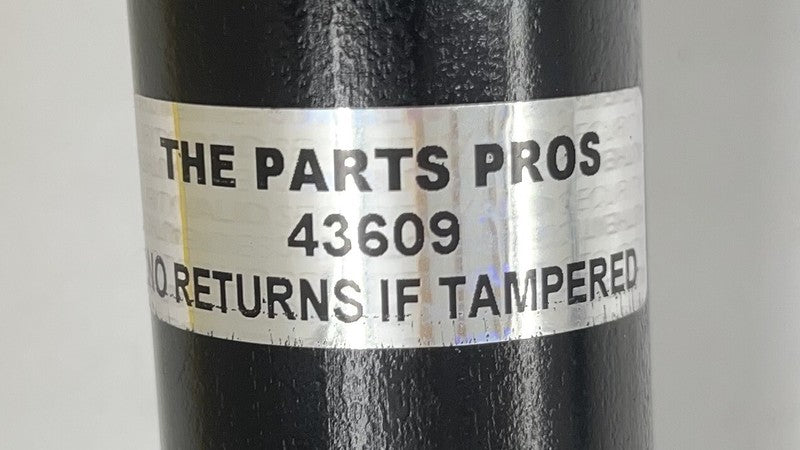 THE PARTS PROS
43609
NO RETURNS IF TAMPERED